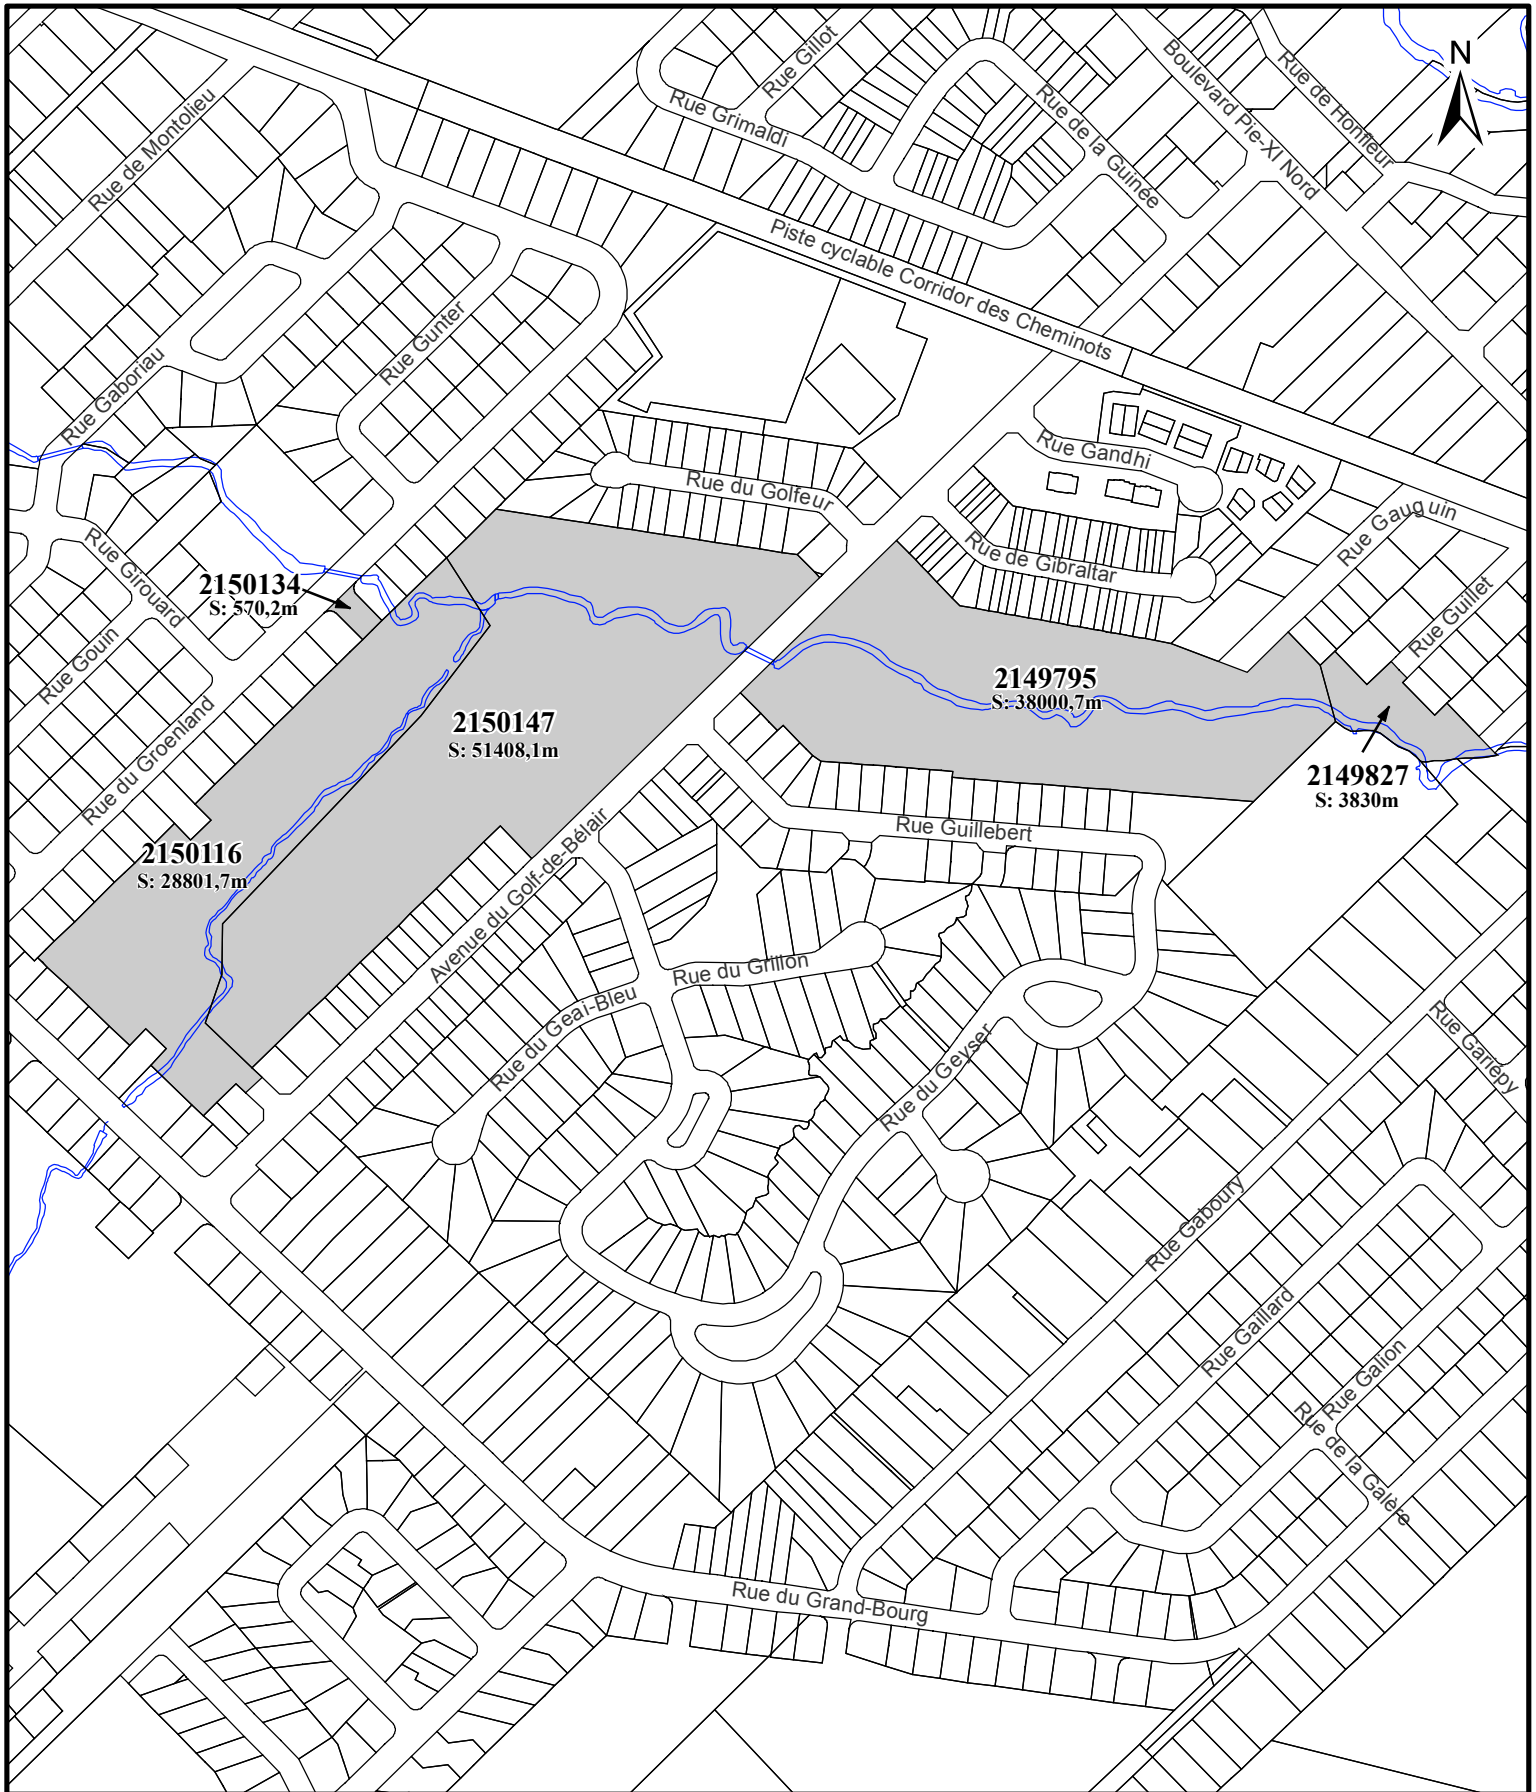 N
Rue Gillot
Boulevard Pie-XI Nord
Rue de Honfleur
Rue Grimaldi
Rue de la Guinée
Rue de Montolieu
Piste cyclable Corridor des Cheminots
Rue Gunter
Rue Gaboriau
Rue Gandhi
Rue du Golfeur
Rue Gauguin
Rue de Gibraltar
Rue Girouard
2150134
S: 570,2m
Rue Guillet
Rue Gouin
2149795
S: 38000,7m
2150147
S: 51408,1m
Rue du Groenland
2149827
S: 3830m
Rue Guillebert
2150116
S: 28801,7m
Avenue du Golf-de-Bélair
Rue du Grillon
Rue du Geai-Bleu
Rue du Geyser
Rue Gariépy
Rue Gaboury
Rue Gaillard
Rue Galion
Rue de la Galère
Rue du Grand-Bourg